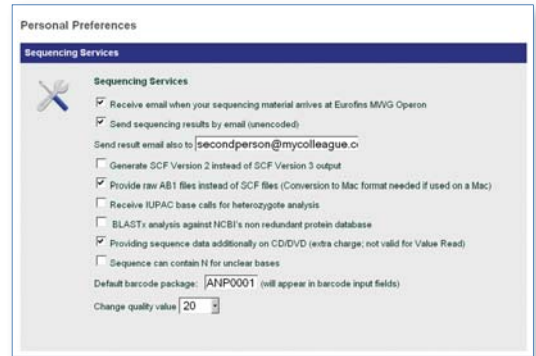 Personal Preferences
Sequencing Services
Sequencing Services
Receive email when your sequencing material arrives at Eurofins MWG Operon
Send sequencing results by email (unencoded)
Send result email also to secondperson@mycolleague.c
Generate SCF Version 2 instead of SCF Version 3 output
Provide raw AB1 files instead of SCF files (Conversion to Mac format needed if used on a Mac)
Receive IUPAC base calls for heterozygote analysis
BLASTx analysis against NCBI's non redundant protein database
Providing sequence data additionally on CD/DVD (extra charge; not valid for Value Read)
Sequence can contain N for unclear bases
Default barcode package: ANP0001 (will appear in barcode input fields)
Change quality value 20